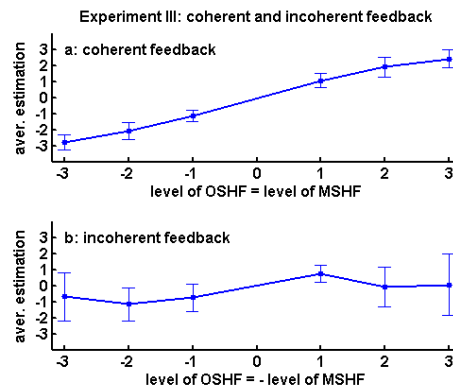 Experiment III: coherent and incoherent feedback
a: coherent feedback
aver. estimation
3
2
1
0
-1
-2
-3
-3 -2 -1 0 1 2 3
level of OSHF = level of MSHF
b: incoherent feedback
aver. estimation
3
2
1
0
-1
-2
-3
-3 -2 -1 0 1 2 3
level of OSHF = - level of MSHF